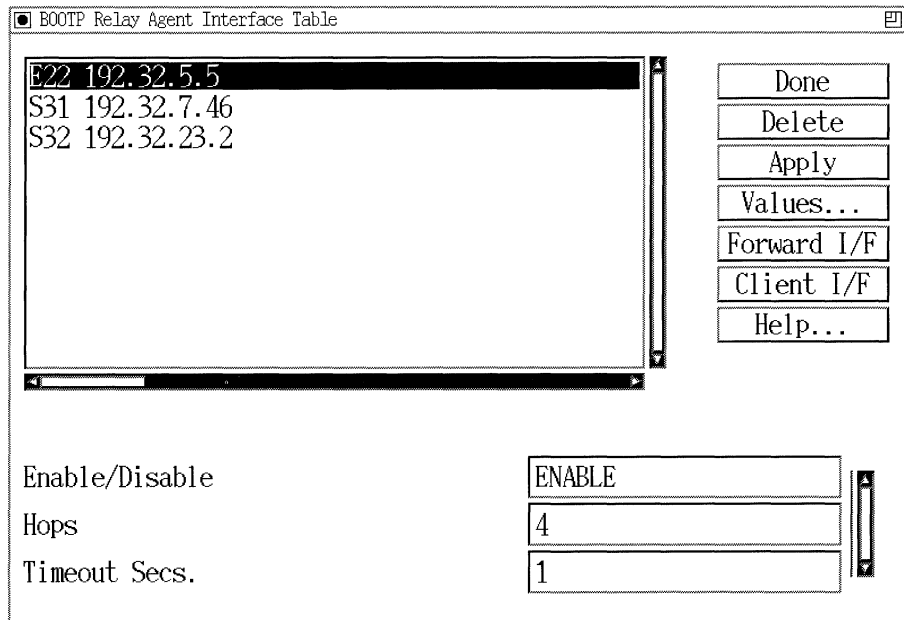 BOOTP Relay Agent Interface Table
E22 192.32.5.5
S31 192.32.7.46
S32 192.32.23.2
Done
Delete
Apply
Values...
Forward I/F
Client I/F
Help...
Enable/Disable
ENABLE
Hops
4
Timeout Secs.
1